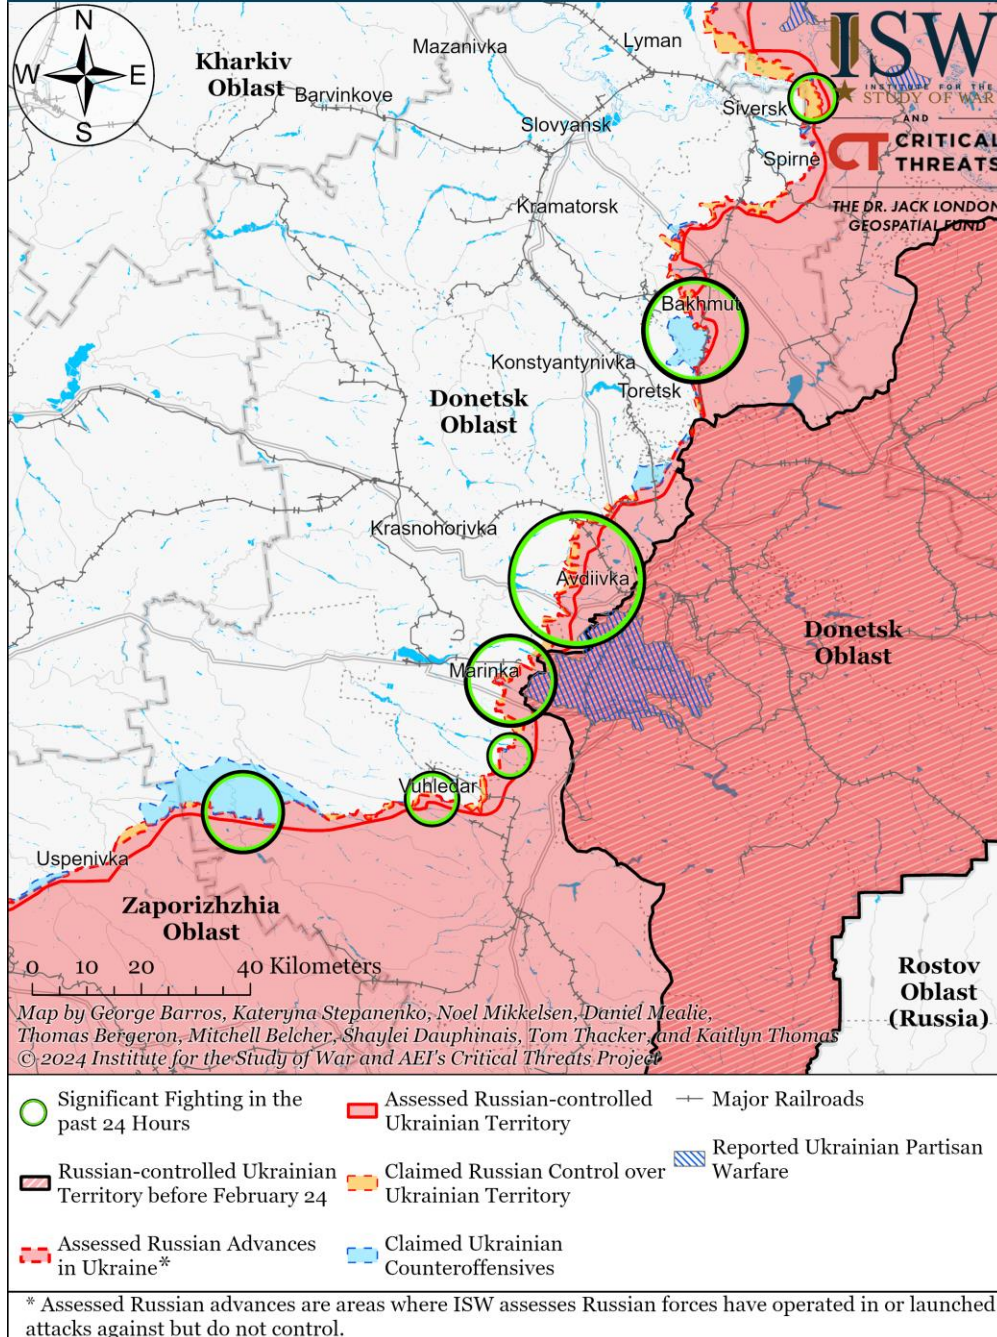 N
W E
S
Kharkiv
Oblast
Mazanivka
Lyman
Barvinkove
Slovyansk
Siversk
Spirne
Kramatorsk
ISW
INSTITUTE FOR THE
STUDY OF WAR
AND
CT CRITICAL
THREATS
THE DR. JACK LONDON
GEOSPATIAL FUND
Bakhmut
Konstyantynivka
Toretsk
Donetsk
Oblast
Krasnohorivka
Avdiivka
Donetsk
Oblast
Marinka
Vuhledar
Uspenivka
Zaporizhzhia
Oblast
Rostov
Oblast
(Russia)
0 10 20 40 Kilometers
Map by George Barros, Kateryna Stepanenko, Noel Mikkelsen, Daniel Mealie,
Thomas Bergeron, Mitchell Belcher, Shaylei Dauphinais, Tom Thacker, and Kaitlyn Thomas
© 2024 Institute for the Study of War and AEI's Critical Threats Project
Significant Fighting in the
past 24 Hours
Russian-controlled Ukrainian
Territory before February 24
Assessed Russian Advances
in Ukraine*
Assessed Russian-controlled
Ukrainian Territory
Claimed Russian Control over
Ukrainian Territory
Claimed Ukrainian
Counteroffensives
Major Railroads
Reported Ukrainian Partisan
Warfare
* Assessed Russian advances are areas where ISW assesses Russian forces have operated in or launched
attacks against but do not control.